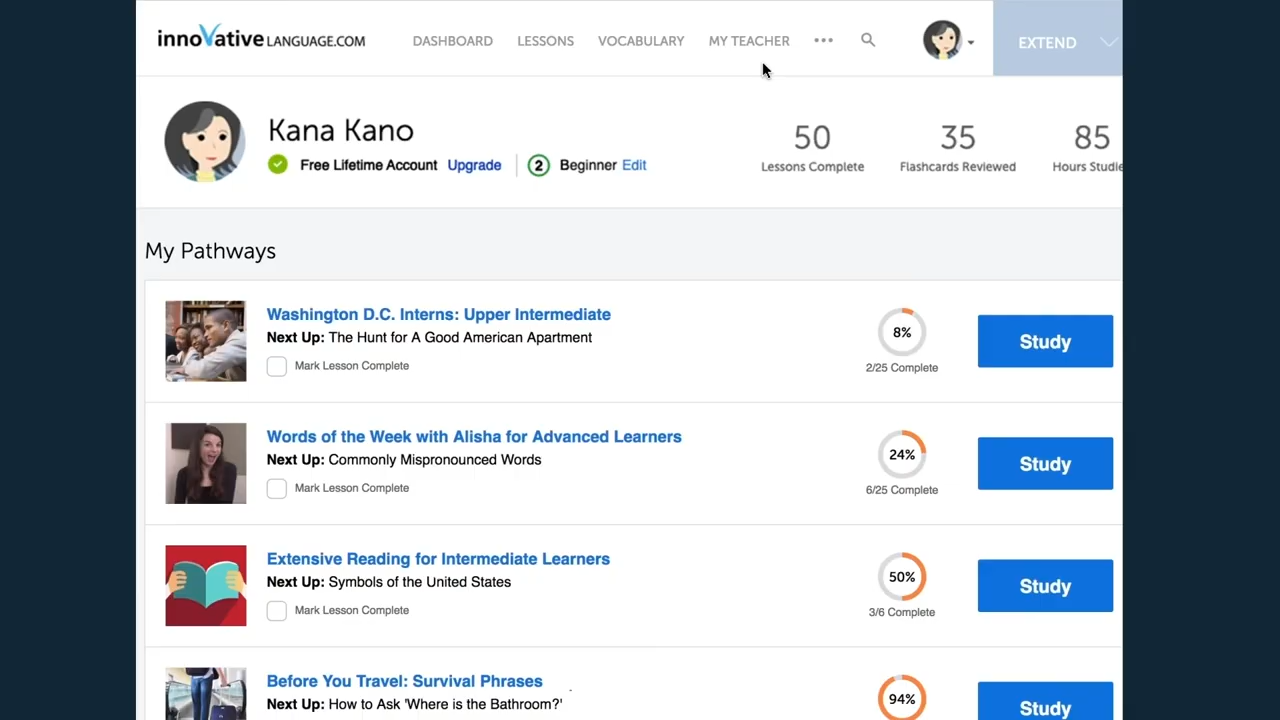 innoVative LANGUAGE.COM DASHBOARD LESSONS VOCABULARY MY TEACHER ••• EXTEND
Kana Kano
Free Lifetime Account Upgrade 2 Beginner Edit
50 35 85
Lessons Complete Flashcards Reviewed Hours Studie
My Pathways
Washington D.C. Interns: Upper Intermediate
Next Up: The Hunt for A Good American Apartment
Mark Lesson Complete
8%
2/25 Complete
Study
Words of the Week with Alisha for Advanced Learners
Next Up: Commonly Mispronounced Words
Mark Lesson Complete
24%
6/25 Complete
Study
Extensive Reading for Intermediate Learners
Next Up: Symbols of the United States
Mark Lesson Complete
50%
3/6 Complete
Study
Before You Travel: Survival Phrases
Next Up: How to Ask 'Where is the Bathroom?'
94%
Study